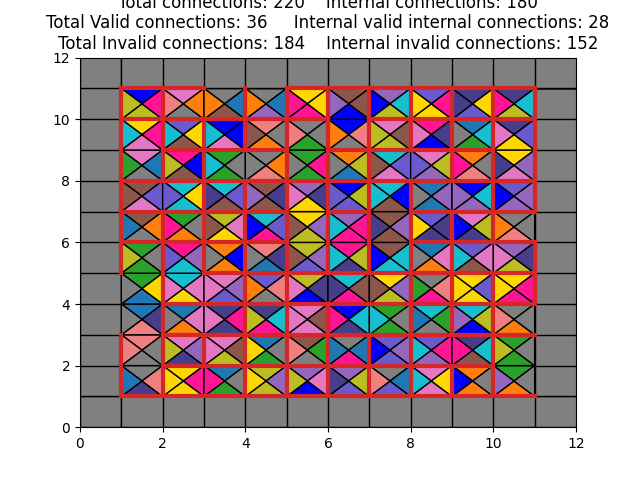 Total connections: 220 Internal connections: 180
Total Valid connections: 36 Internal valid internal connections: 28
Total Invalid connections: 184 Internal invalid connections: 152
12
10
8
6
4
2
0
0 2 4 6 8 10 12